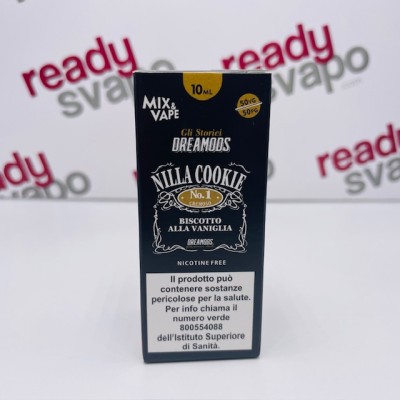 ready
svapo
ready
svapo
ready
svapo
10ML
MIX&
VAPE
50VG
50PG
Gli Storici
DREAMODS
NILLA COOKIE
No.1
CREMOSO
BISCOTTO
ALLA VANIGLIA
DREAMODS
NICOTINE FREE
Il prodotto può
contenere sostanze
pericolose per la salute.
Per info chiama il
numero verde
800554088
dell'Istituto Superiore
di Sanità.